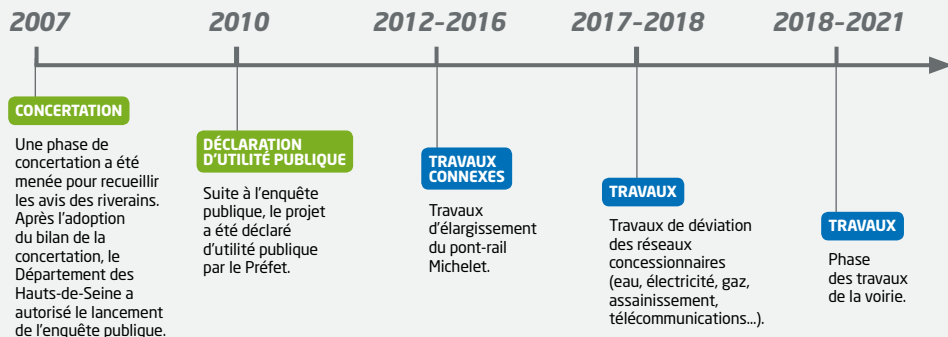 2007
2010
2012-2016
2017-2018
2018-2021
CONCERTATION
Une phase de
concertation a été
menée pour recueillir
les avis des riverains.
Après l'adoption
du bilan de la
concertation, le
Département des
Hauts-de-Seine a
autorisé le lancement
de l'enquête publique.
DÉCLARATION
D'UTILITÉ PUBLIQUE
Suite à l'enquête
publique, le projet
a été déclaré
d'utilité publique
par le Préfet.
TRAVAUX
CONNEXES
Travaux
d'élargissement
du pont-rail
Michelet.
TRAVAUX
Travaux de déviation
des réseaux
concessionnaires
(eau, électricité, gaz,
assainissement,
télécommunications...).
TRAVAUX
Phase
des travaux
de la voirie.